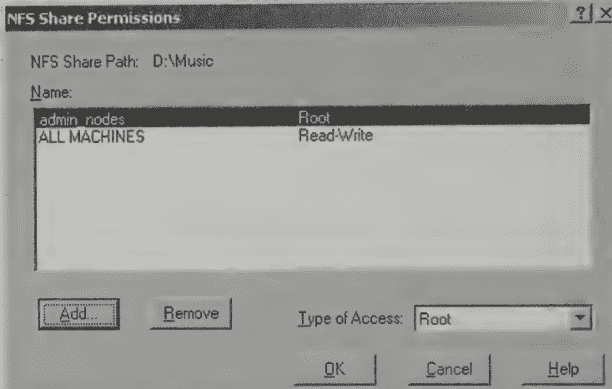 NFS Share Permissions
NFS Share Path: D:\Music
Name:
admin_nodes Root
ALL MACHINES Read-Write
Add... Remove Type of Access: Root
OK Cancel Help